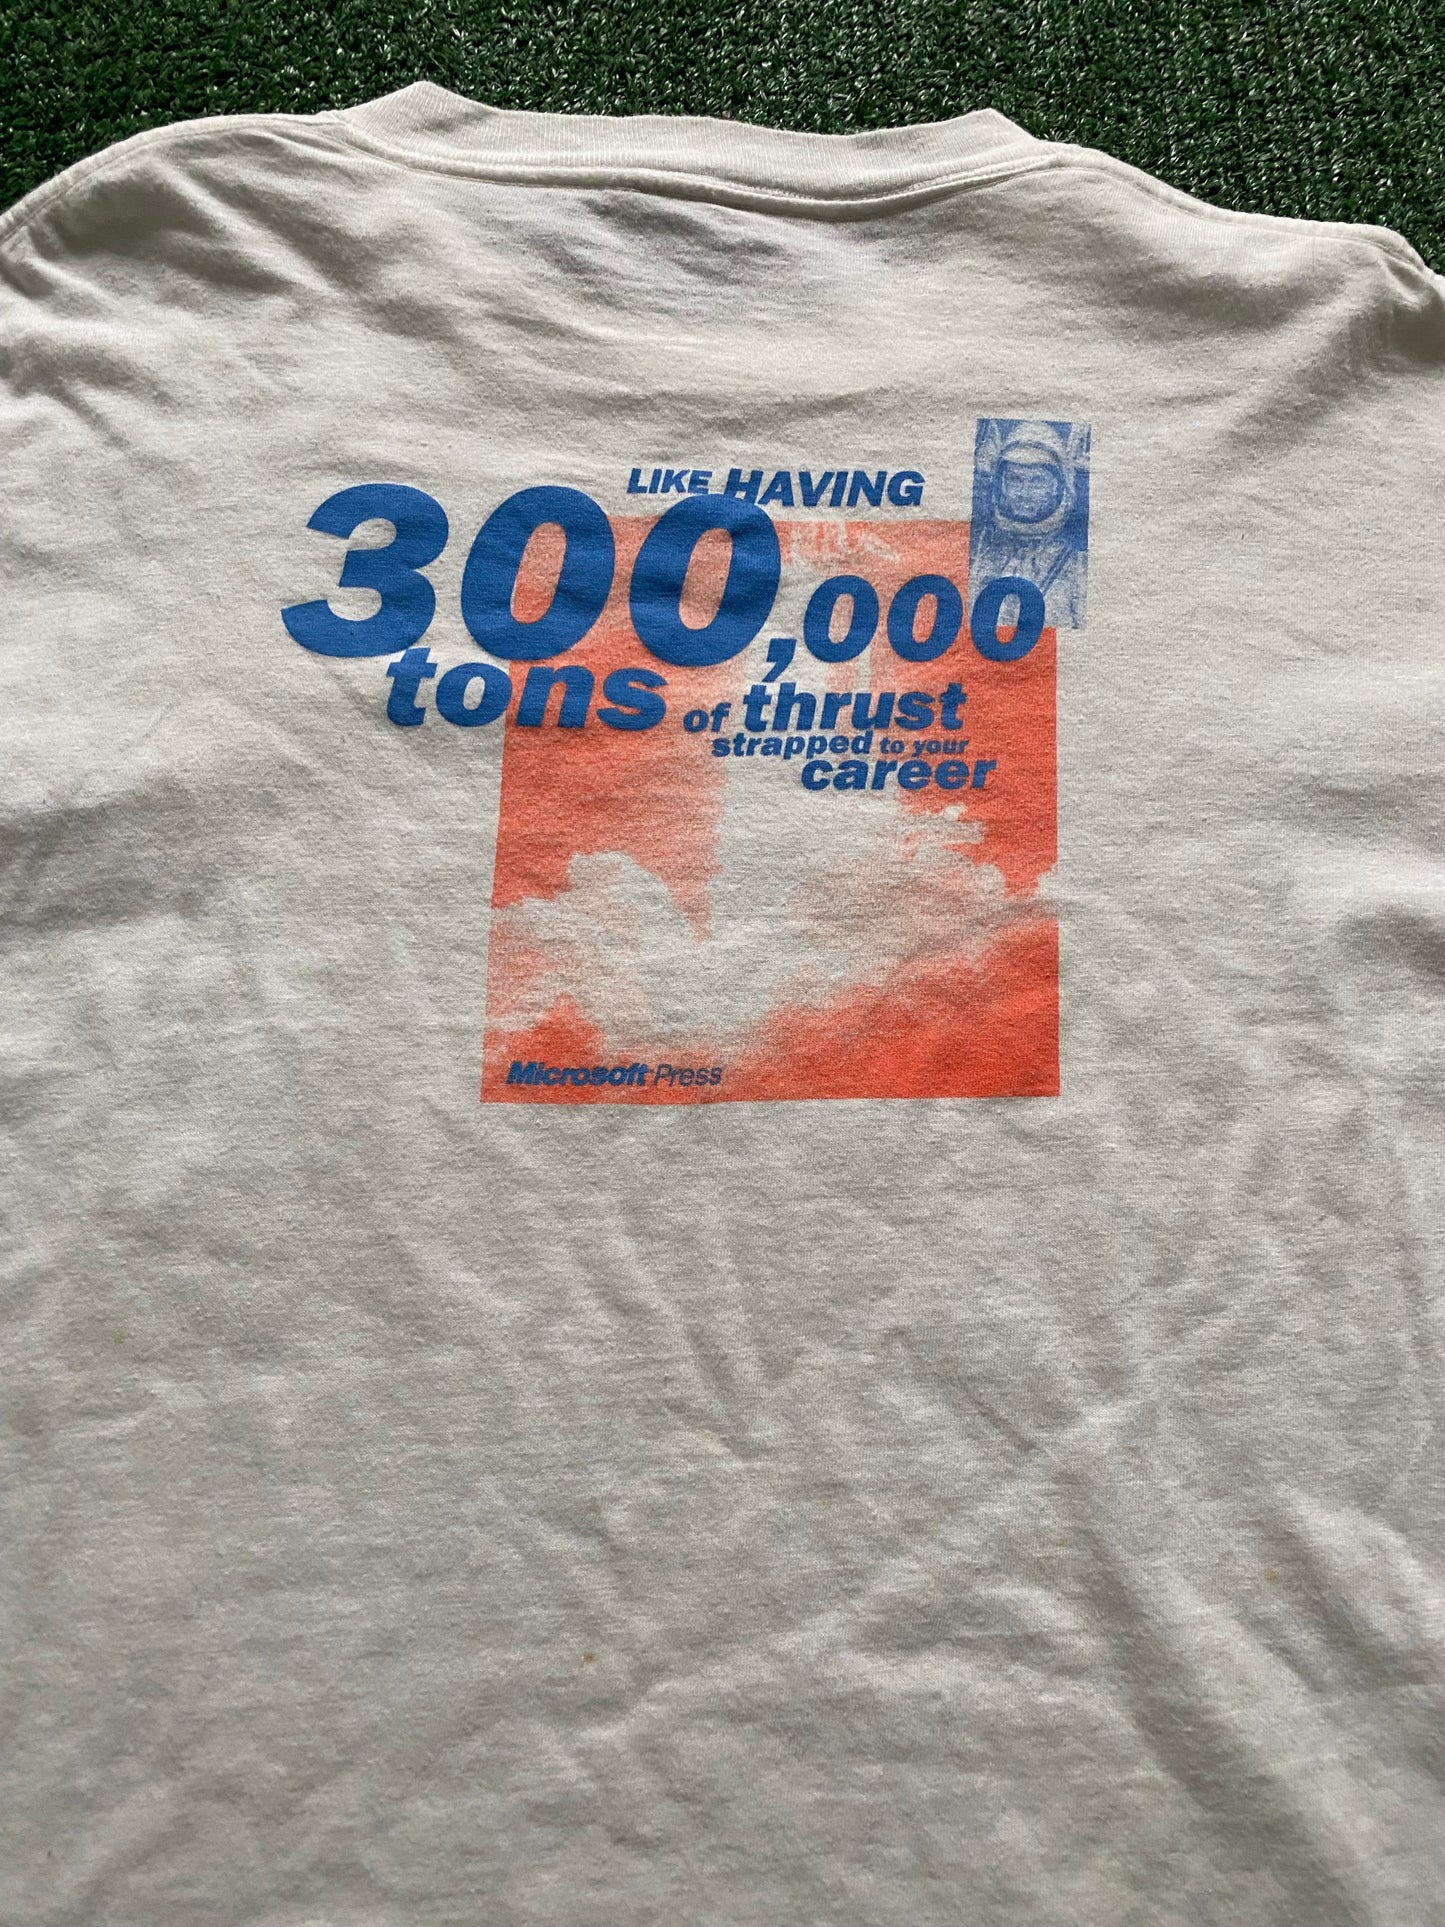 LIKE HAVING
300,000
tons of thrust
strapped to your
career
Microsoft Press